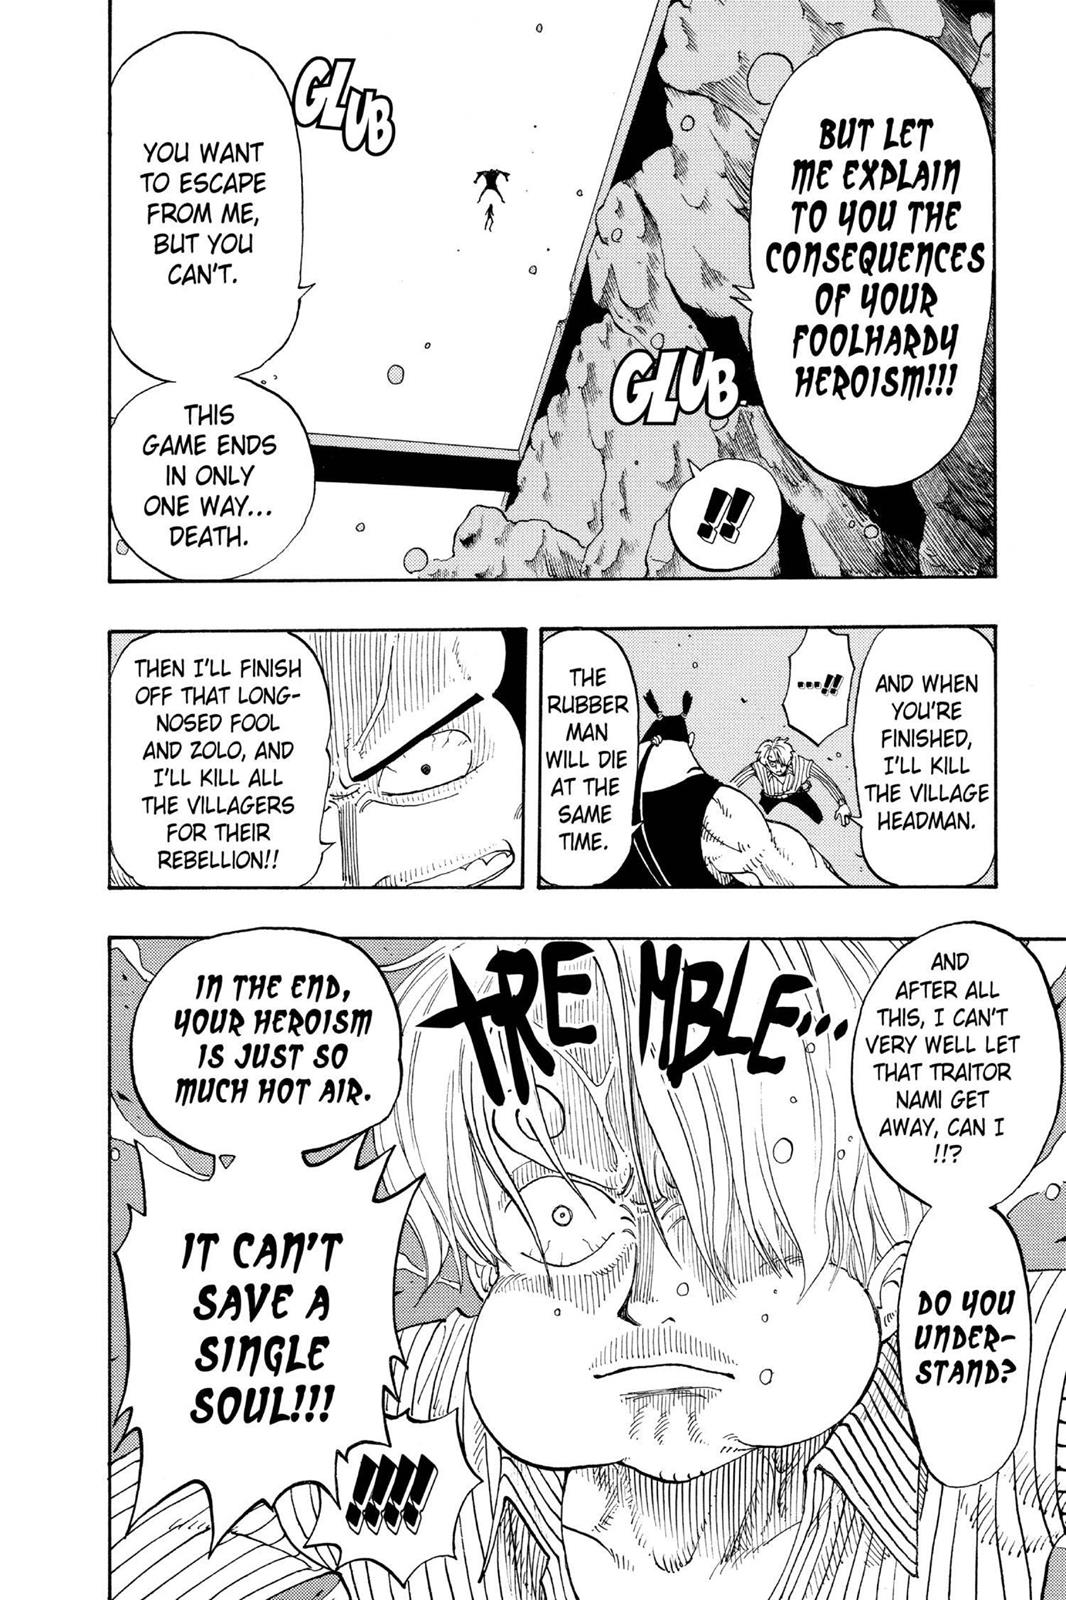 BUT LET
ME EXPLAIN
TO YOU THE
CONSEQUENCES
OF YOUR
FOOLHARDY
HEROISM!!!
GLUB
GLUB.
!!
YOU WANT
TO ESCAPE
FROM ME,
BUT YOU
CAN'T.
THIS
GAME ENDS
IN ONLY
ONE WAY...
DEATH.
AND WHEN
YOU'RE
FINISHED,
I'LL KILL
THE VILLAGE
HEADMAN.
...!!
THE
RUBBER
MAN
WILL DIE
AT THE
SAME
TIME.
THEN I'LL FINISH
OFF THAT LONG-
NOSED FOOL
AND ZOLO, AND
I'LL KILL ALL
THE VILLAGERS
FOR THEIR
REBELLION!!
AND
AFTER ALL
THIS, I CAN'T
VERY WELL LET
THAT TRAITOR
NAMI GET
AWAY, CAN I
!!?
DO YOU
UNDER-
STAND?
TREMBLE...
IN THE END,
YOUR HEROISM
IS JUST SO
MUCH HOT AIR.
IT CAN'T
SAVE A
SINGLE
SOUL!!!
!!!!